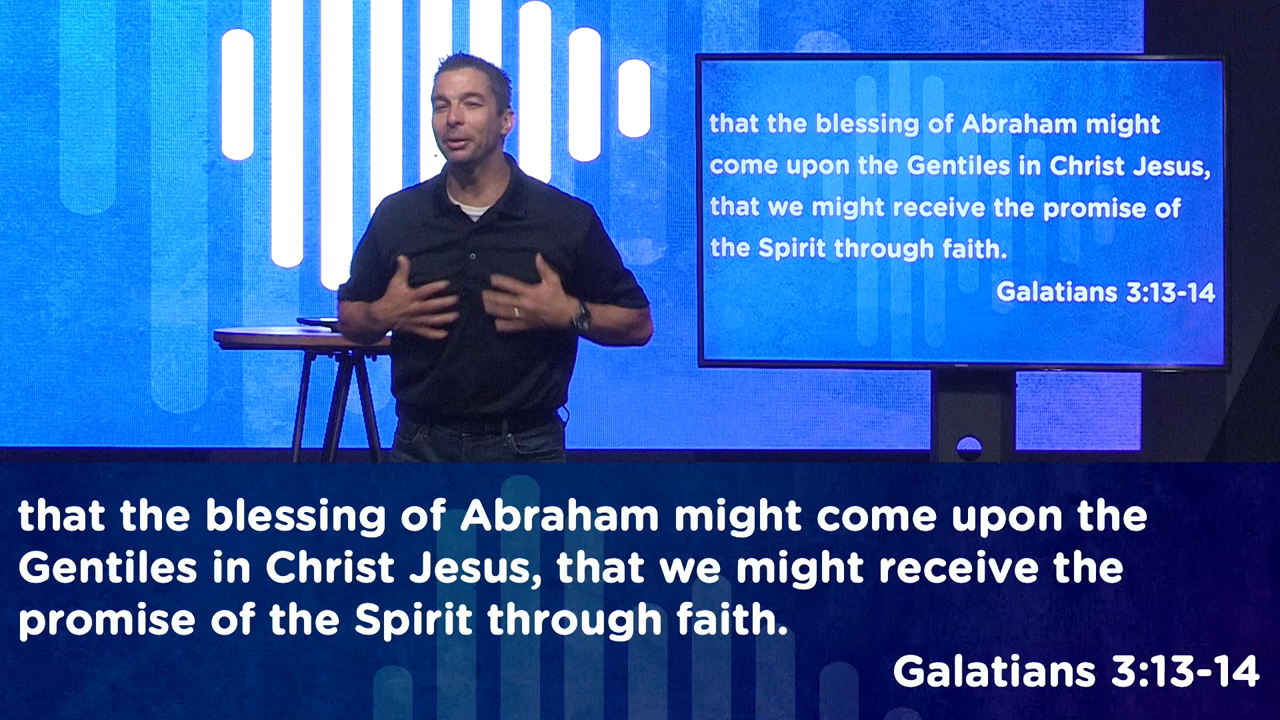 that the blessing of Abraham might
come upon the Gentiles in Christ Jesus,
that we might receive the promise of
the Spirit through faith.
Galatians 3:13-14
that the blessing of Abraham might come upon the
Gentiles in Christ Jesus, that we might receive the
promise of the Spirit through faith.
Galatians 3:13-14